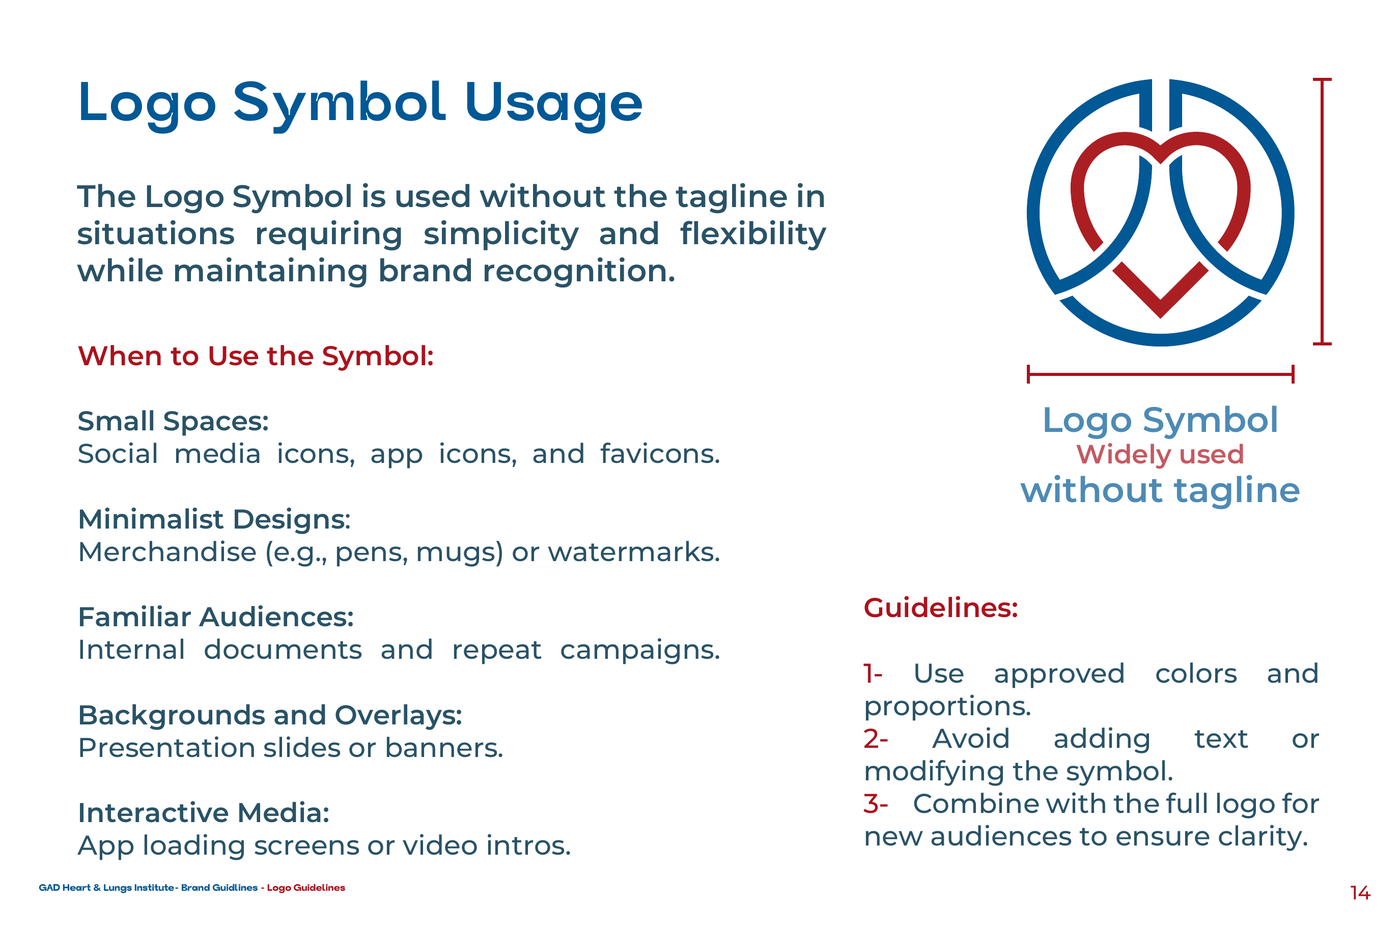 Logo Symbol Usage
The Logo Symbol is used without the tagline in
situations requiring simplicity and flexibility
while maintaining brand recognition.
When to Use the Symbol:
Small Spaces:
Social media icons, app icons, and favicons.
Minimalist Designs:
Merchandise (e.g., pens, mugs) or watermarks.
Familiar Audiences:
Internal documents and repeat campaigns.
Backgrounds and Overlays:
Presentation slides or banners.
Interactive Media:
App loading screens or video intros.
Logo Symbol
Widely used
without tagline
Guidelines:
1- Use approved colors and
proportions.
2- Avoid adding text or
modifying the symbol.
3- Combine with the full logo for
new audiences to ensure clarity.
GAD Heart & Lungs Institute- Brand Guidlines - Logo Guidelines
14